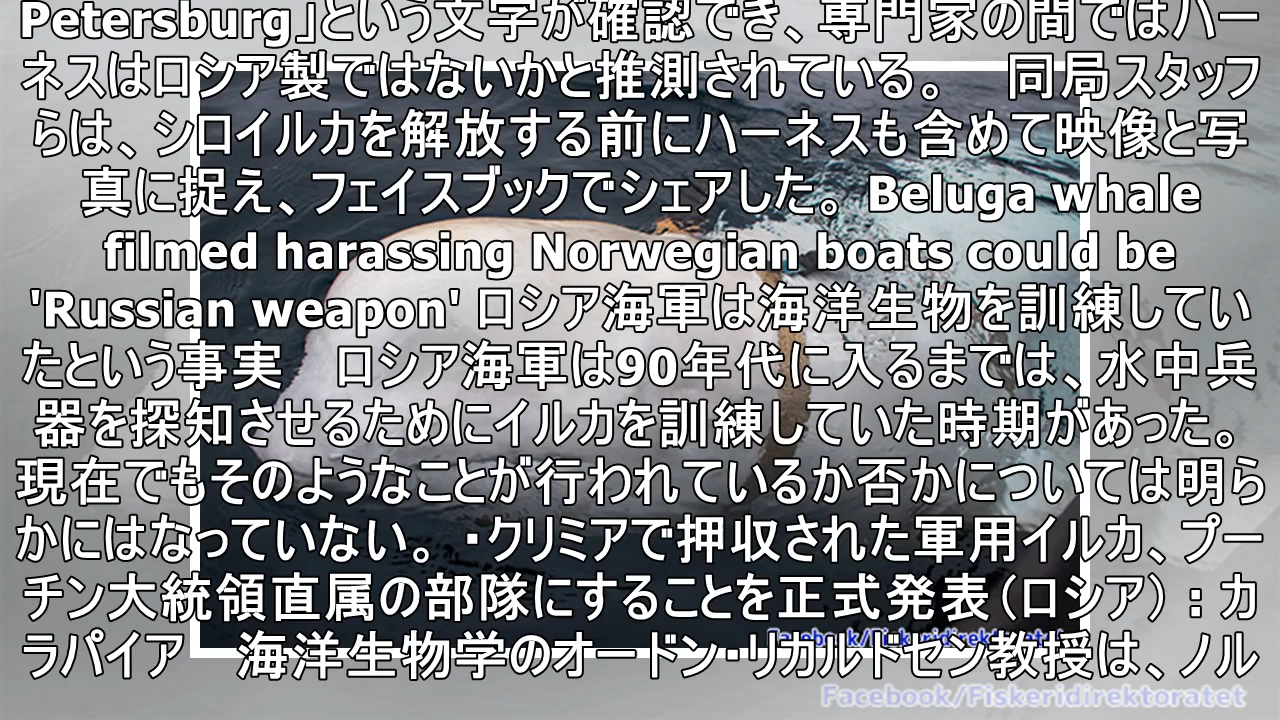 Petersburg」という文字が確認でき、専門家の間ではハー
ネスはロシア製ではないかと推測されている。　同局スタッフ
らは、シロイルカを解放する前にハーネスも含めて映像と写
真に捉え、フェイスブックでシェアした。 Beluga whale
filmed harassing Norwegian boats could be
'Russian weapon' ロシア海軍は海洋生物を訓練してい
たという事実　ロシア海軍は90年代に入るまでは、水中兵
器を探知させるためにイルカを訓練していた時期があった。
現在でもそのようなことが行われているか否かについては明ら
かにはなっていない。 ・クリミアで押収された軍用イルカ、プー
チン大統領直属の部隊にすることを正式発表（ロシア） : カ
ラパイア　 海洋生物学のオードン・リカルドセン教授は、ノル
Facebook/Fiskeridirektoratet
Facebook/Fiskeridirektoratet